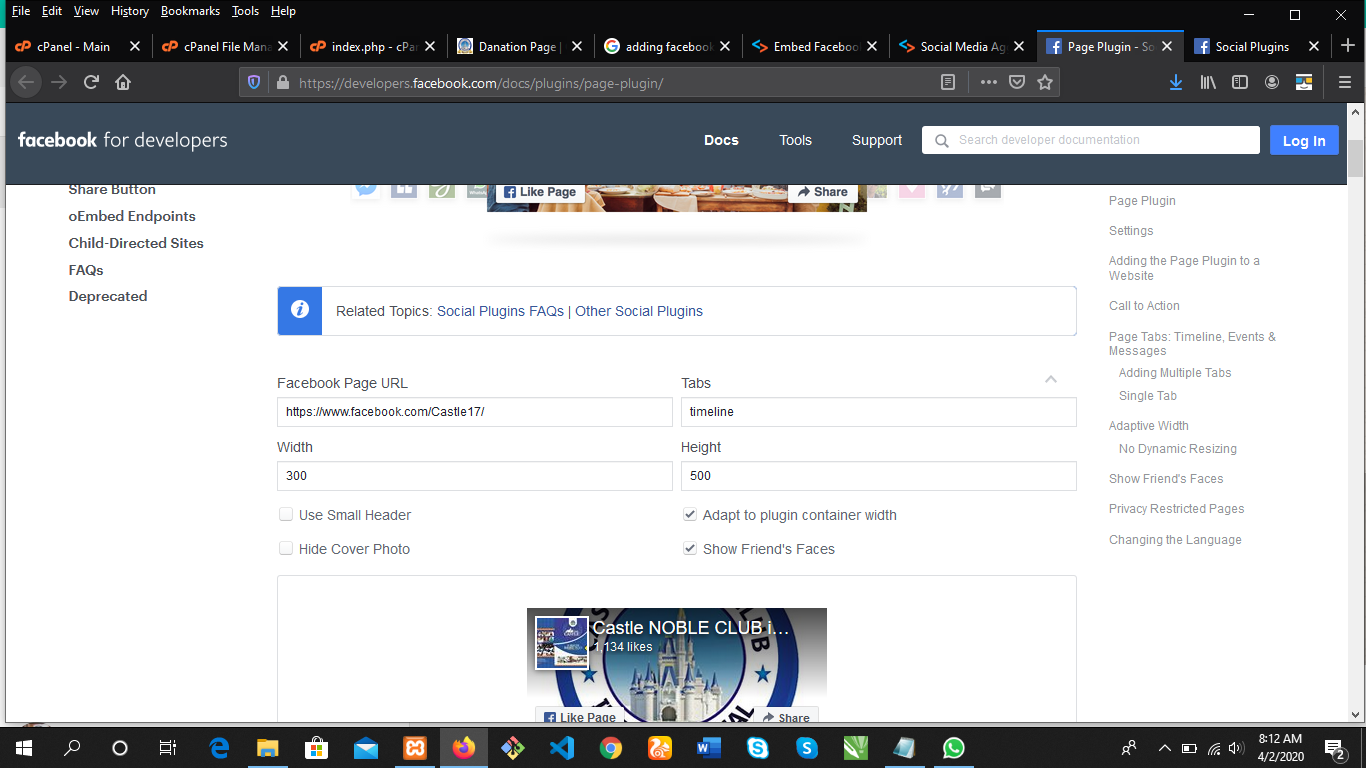 File Edit View History Bookmarks Tools Help
cPanel - Main
cPanel File Mana
index.php - cPa
Danation Page |
adding facebook
Embed Faceboo
Social Media Ag
Page Plugin - So
Social Plugins
https://developers.facebook.com/docs/plugins/page-plugin/
facebook for developers
Docs
Tools
Support
Search developer documentation
Log In
Share Button
oEmbed Endpoints
Child-Directed Sites
FAQs
Deprecated
Like Page
Share
Related Topics: Social Plugins FAQs | Other Social Plugins
Facebook Page URL
Tabs
https://www.facebook.com/Castle17/
timeline
Width
Height
300
500
Use Small Header
Adapt to plugin container width
Hide Cover Photo
Show Friend's Faces
Castle NOBLE CLUB i...
1,134 likes
Like Page
Share
Page Plugin
Settings
Adding the Page Plugin to a
Website
Call to Action
Page Tabs: Timeline, Events &
Messages
Adding Multiple Tabs
Single Tab
Adaptive Width
No Dynamic Resizing
Show Friend's Faces
Privacy Restricted Pages
Changing the Language
8:12 AM
4/2/2020
2